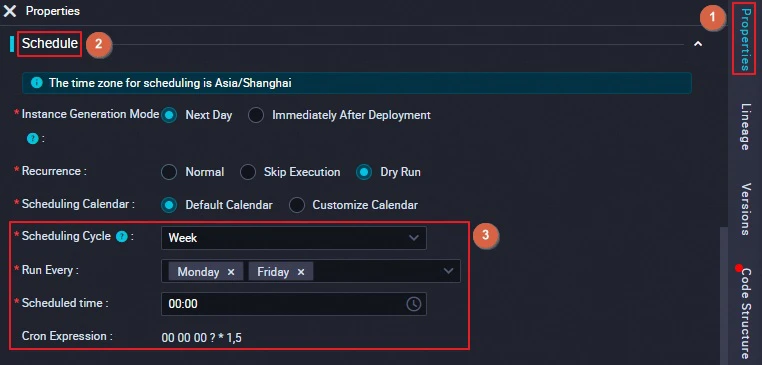 Properties
Schedule 2
The time zone for scheduling is Asia/Shanghai
* Instance Generation Mode ? : Next Day Immediately After Deployment
* Recurrence : Normal Skip Execution Dry Run
* Scheduling Calendar : Default Calendar Customize Calendar
* Scheduling Cycle ? : Week 3
* Run Every : Monday × Friday ×
* Scheduled time : 00:00
Cron Expression : 00 00 00 ? * 1,5
1 Properties
Lineage
Versions
Code Structure